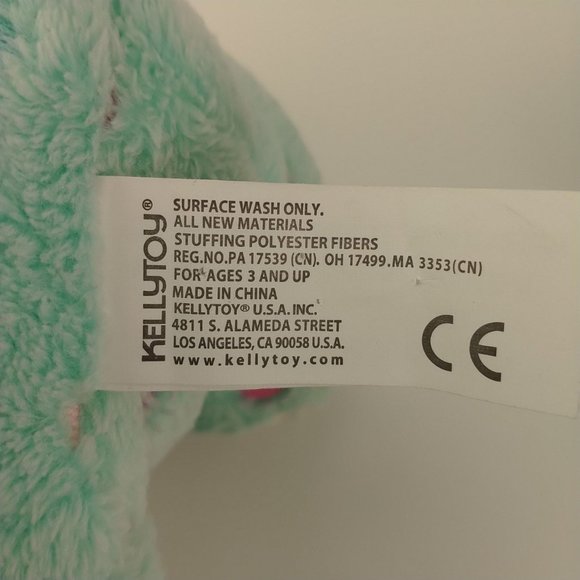 KELLYTOY®
SURFACE WASH ONLY.
ALL NEW MATERIALS
STUFFING POLYESTER FIBERS
REG.NO.PA 17539 (CN). OH 17499.MA 3353(CN)
FOR AGES 3 AND UP
MADE IN CHINA
KELLYTOY® U.S.A. INC.
4811 S. ALAMEDA STREET
LOS ANGELES, CA 90058 U.S.A.
www.kellytoy.com
CE